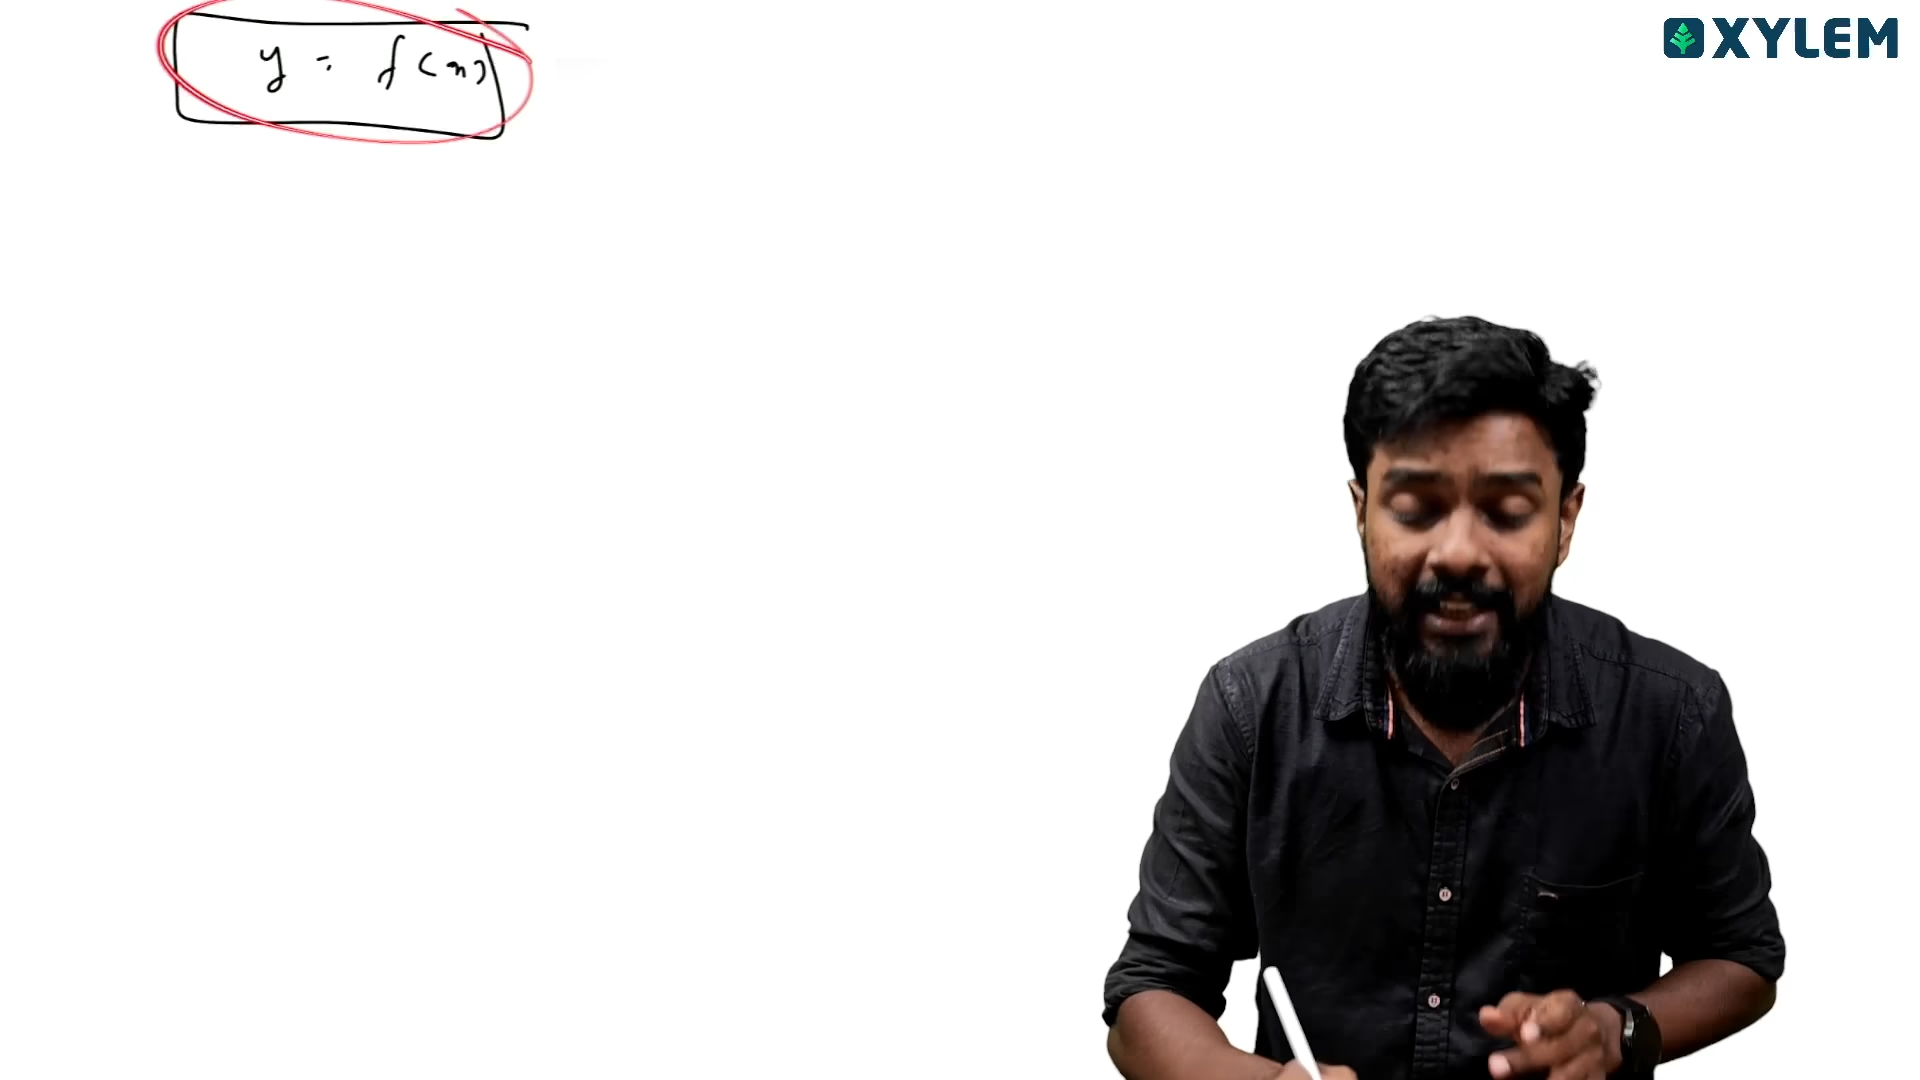 y = f(x)
XYLEM